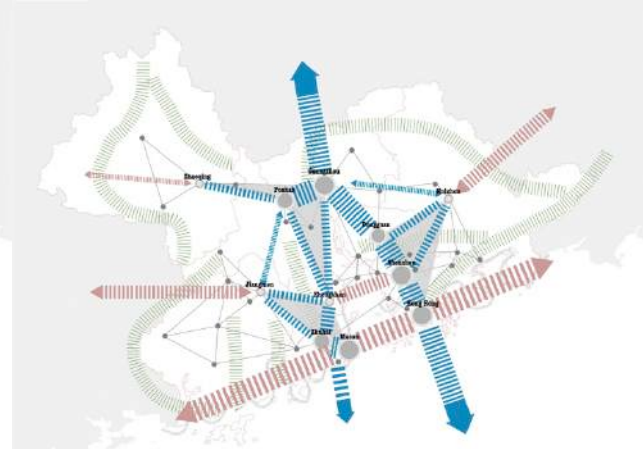 Guangzhou
Zhaoqing
Foshan
Huizhou
Dongguan
Shenzhen
Jiangmen
Zhongshan
Hong Kong
Zhuhai
Macau